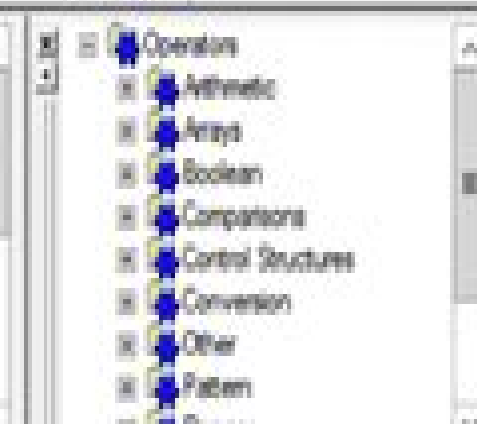 Operators
Arithmetic
Arrays
Boolean
Comparisons
Control Structures
Conversion
Other
Pattern